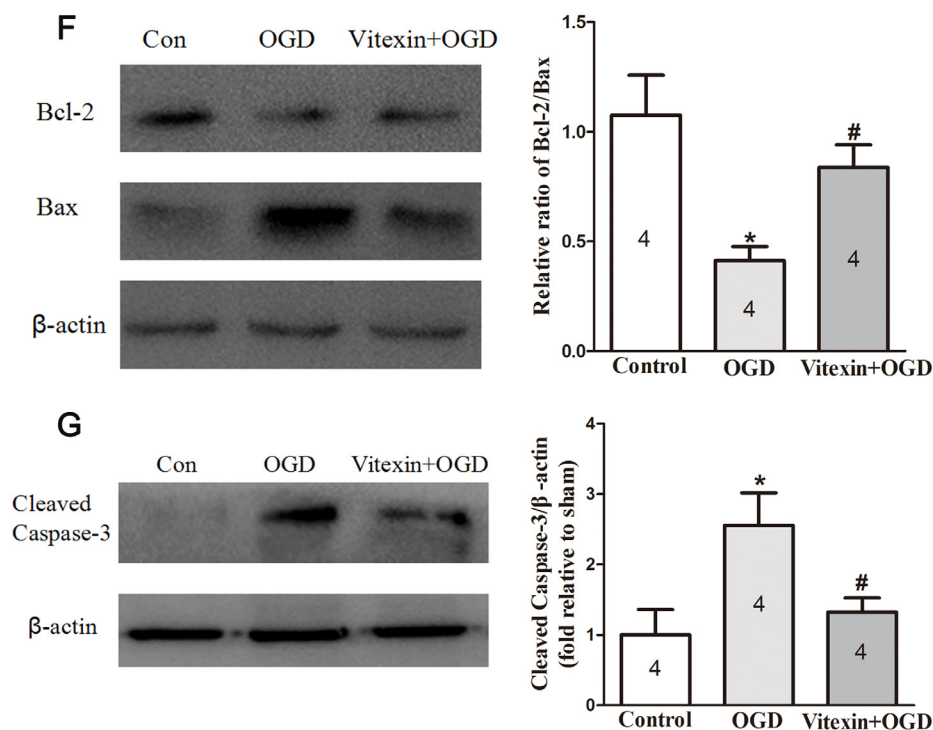 F
Con OGD Vitexin+OGD
Bcl-2
Bax
β-actin
Relative ratio of Bcl-2/Bax
1.5
1.0
0.5
0.0
4
*
4
#
4
Control OGD Vitexin+OGD
G
Con OGD Vitexin+OGD
Cleaved
Caspase-3
β-actin
Cleaved Caspase-3/β -actin
(fold relative to sham)
4
3
2
1
0
4
*
4
#
4
Control OGD Vitexin+OGD